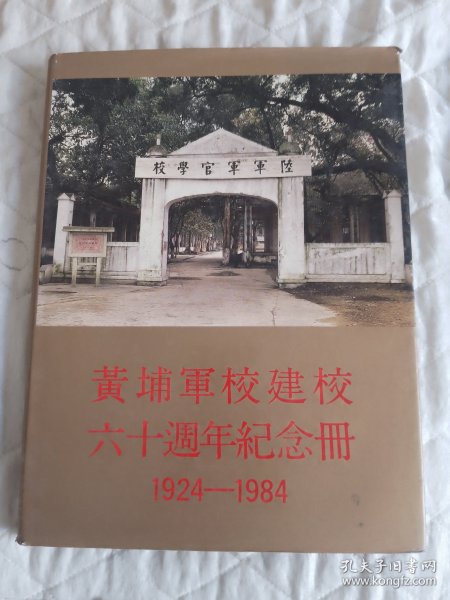 陸軍軍官學校
黃埔軍校建校
六十週年紀念冊
1924—1984
孔夫子旧书网
www.kongfz.com